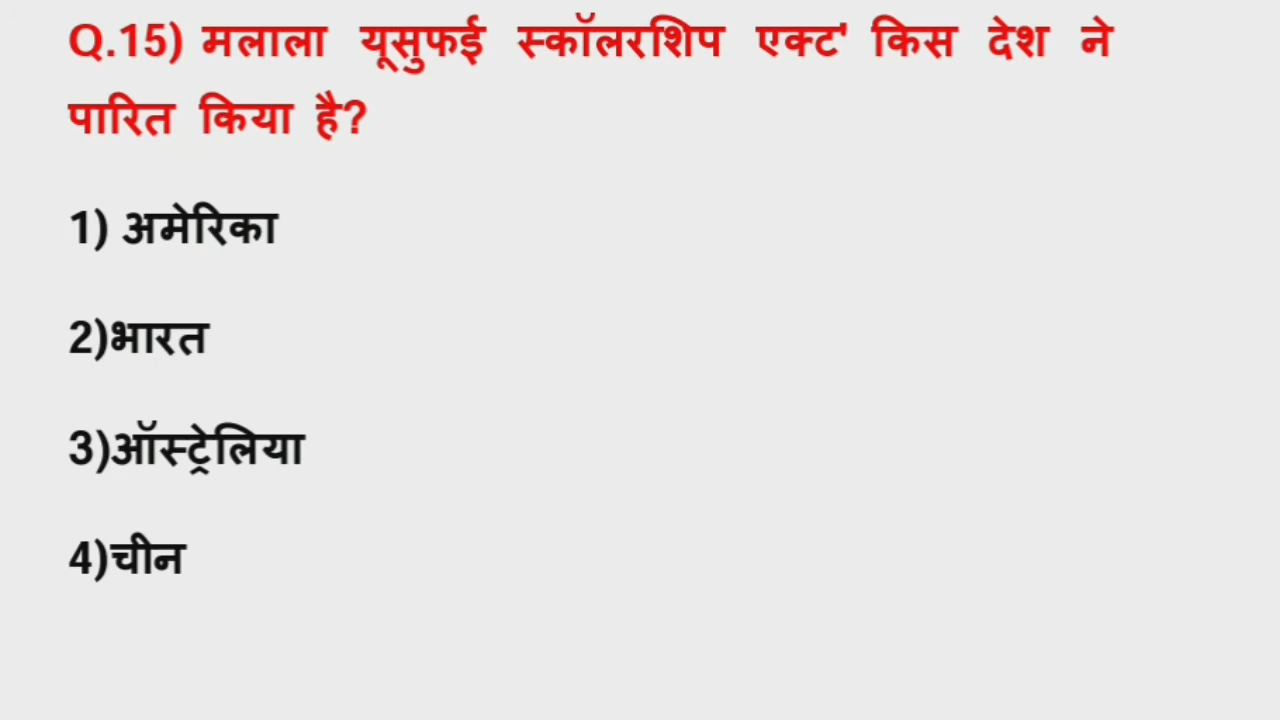 Q.15) मलाला यूसुफई स्कॉलरशिप एक्ट' किस देश ने
पारित किया है?
1) अमेरिका
2)भारत
3)ऑस्ट्रेलिया
4)चीन